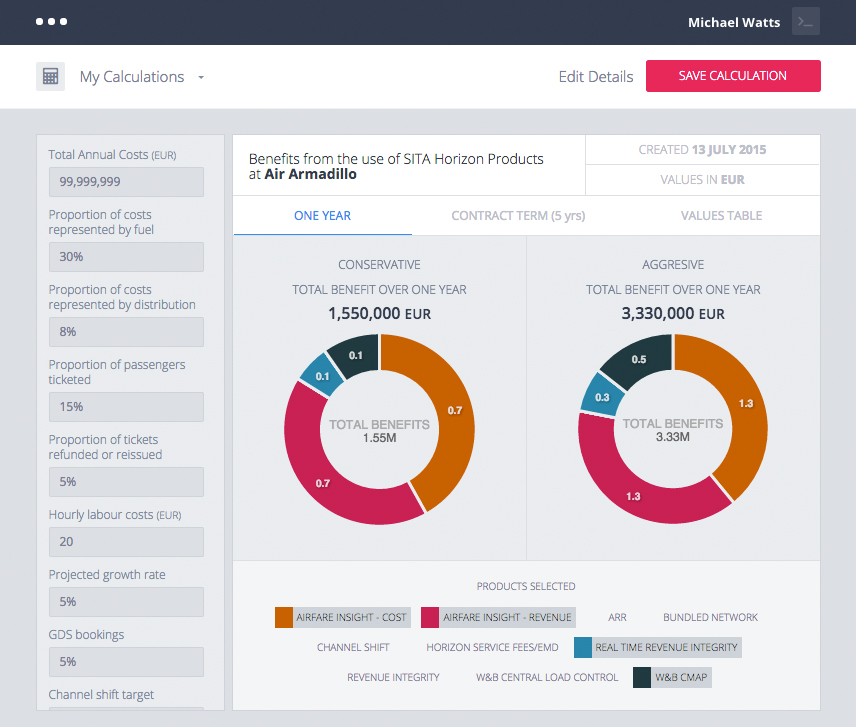 Michael Watts
My Calculations
Edit Details
SAVE CALCULATION
Total Annual Costs (EUR)
99,999,999
Proportion of costs
represented by fuel
30%
Proportion of costs
represented by distribution
8%
Proportion of passengers
ticketed
15%
Proportion of tickets
refunded or reissued
5%
Hourly labour costs (EUR)
20
Projected growth rate
5%
GDS bookings
5%
Channel shift target
Benefits from the use of SITA Horizon Products
at Air Armadillo
CREATED 13 JULY 2015
VALUES IN EUR
ONE YEAR
CONTRACT TERM (5 yrs)
VALUES TABLE
CONSERVATIVE
TOTAL BENEFIT OVER ONE YEAR
1,550,000 EUR
0.1
0.1
0.7
TOTAL BENEFITS
1.55M
0.7
AGGRESIVE
TOTAL BENEFIT OVER ONE YEAR
3,330,000 EUR
0.5
0.3
1.3
TOTAL BENEFITS
3.33M
1.3
PRODUCTS SELECTED
AIRFARE INSIGHT - COST
AIRFARE INSIGHT - REVENUE
ARR
BUNDLED NETWORK
CHANNEL SHIFT
HORIZON SERVICE FEES/EMD
REAL TIME REVENUE INTEGRITY
REVENUE INTEGRITY
W&B CENTRAL LOAD CONTROL
W&B CMAP